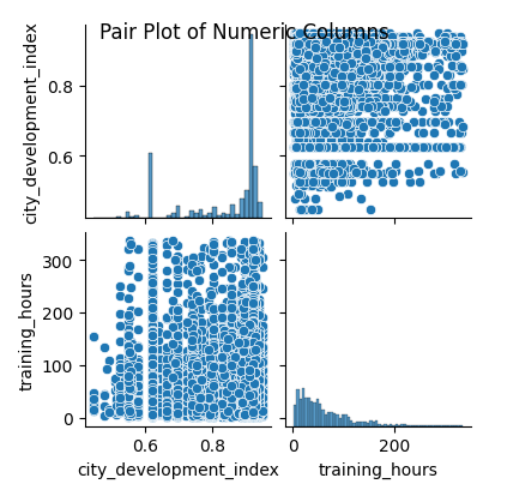 Pair Plot of Numeric Columns
city_development_index
0.8
0.6
training_hours
300
200
100
0
0.6 0.8
0 200
city_development_index training_hours